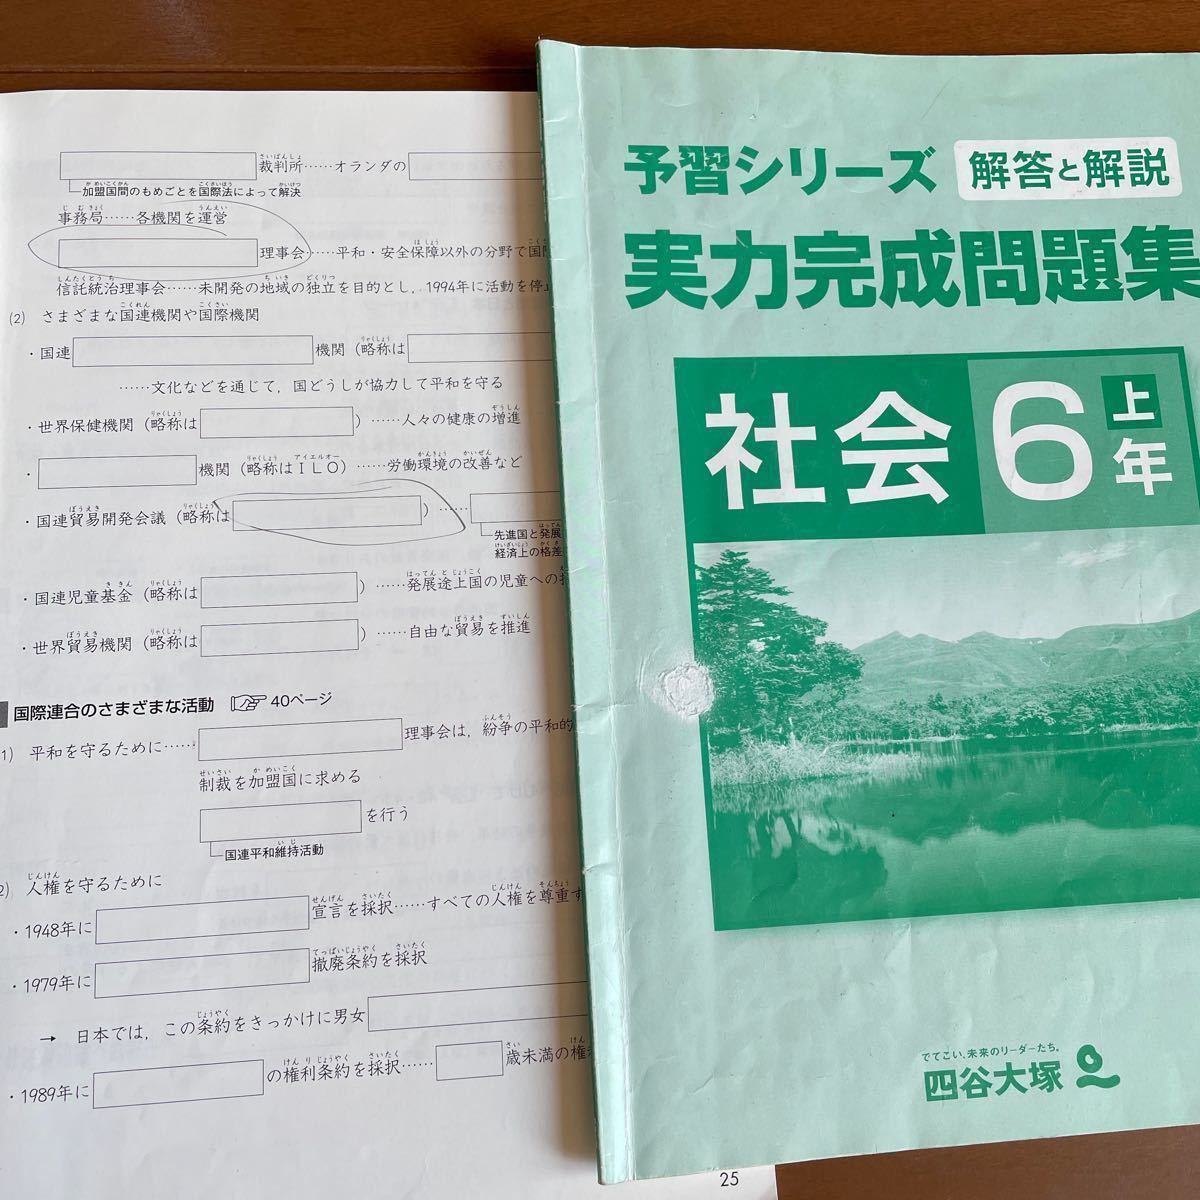 裁判所……オランダの
加盟国間のもめごとを国際法によって解決
事務局……各機関を運営
理事会……平和・安全保障以外の分野で国際
信託統治理事会……未開発の地域の独立を目的とし,1994年に活動を停止
(2) さまざまな国連機関や国際機関
・国連 機関(略称は
……文化などを通じて,国どうしが協力して平和を守る
・世界保健機関(略称は )……人々の健康の増進
・ 機関(略称はILO)……労働環境の改善など
・国連貿易開発会議(略称は )……
先進国と発展
経済上の格差
・国連児童基金(略称は )……発展途上国の児童への
・世界貿易機関(略称は )……自由な貿易を推進
国際連合のさまざまな活動 ☞40ページ
1) 平和を守るために…… 理事会は,紛争の平和的
制裁を加盟国に求める
を行う
国連平和維持活動
2) 人権を守るために
・1948年に 宣言を採択……すべての人権を尊重す
・1979年に 撤廃条約を採択
→ 日本では,この条約をきっかけに男女
・1989年に の権利条約を採択…… 歳未満の権
25
予習シリーズ 解答と解説
実力完成問題集
社会 6年 上
でてこい、未来のリーダーたち。
四谷大塚